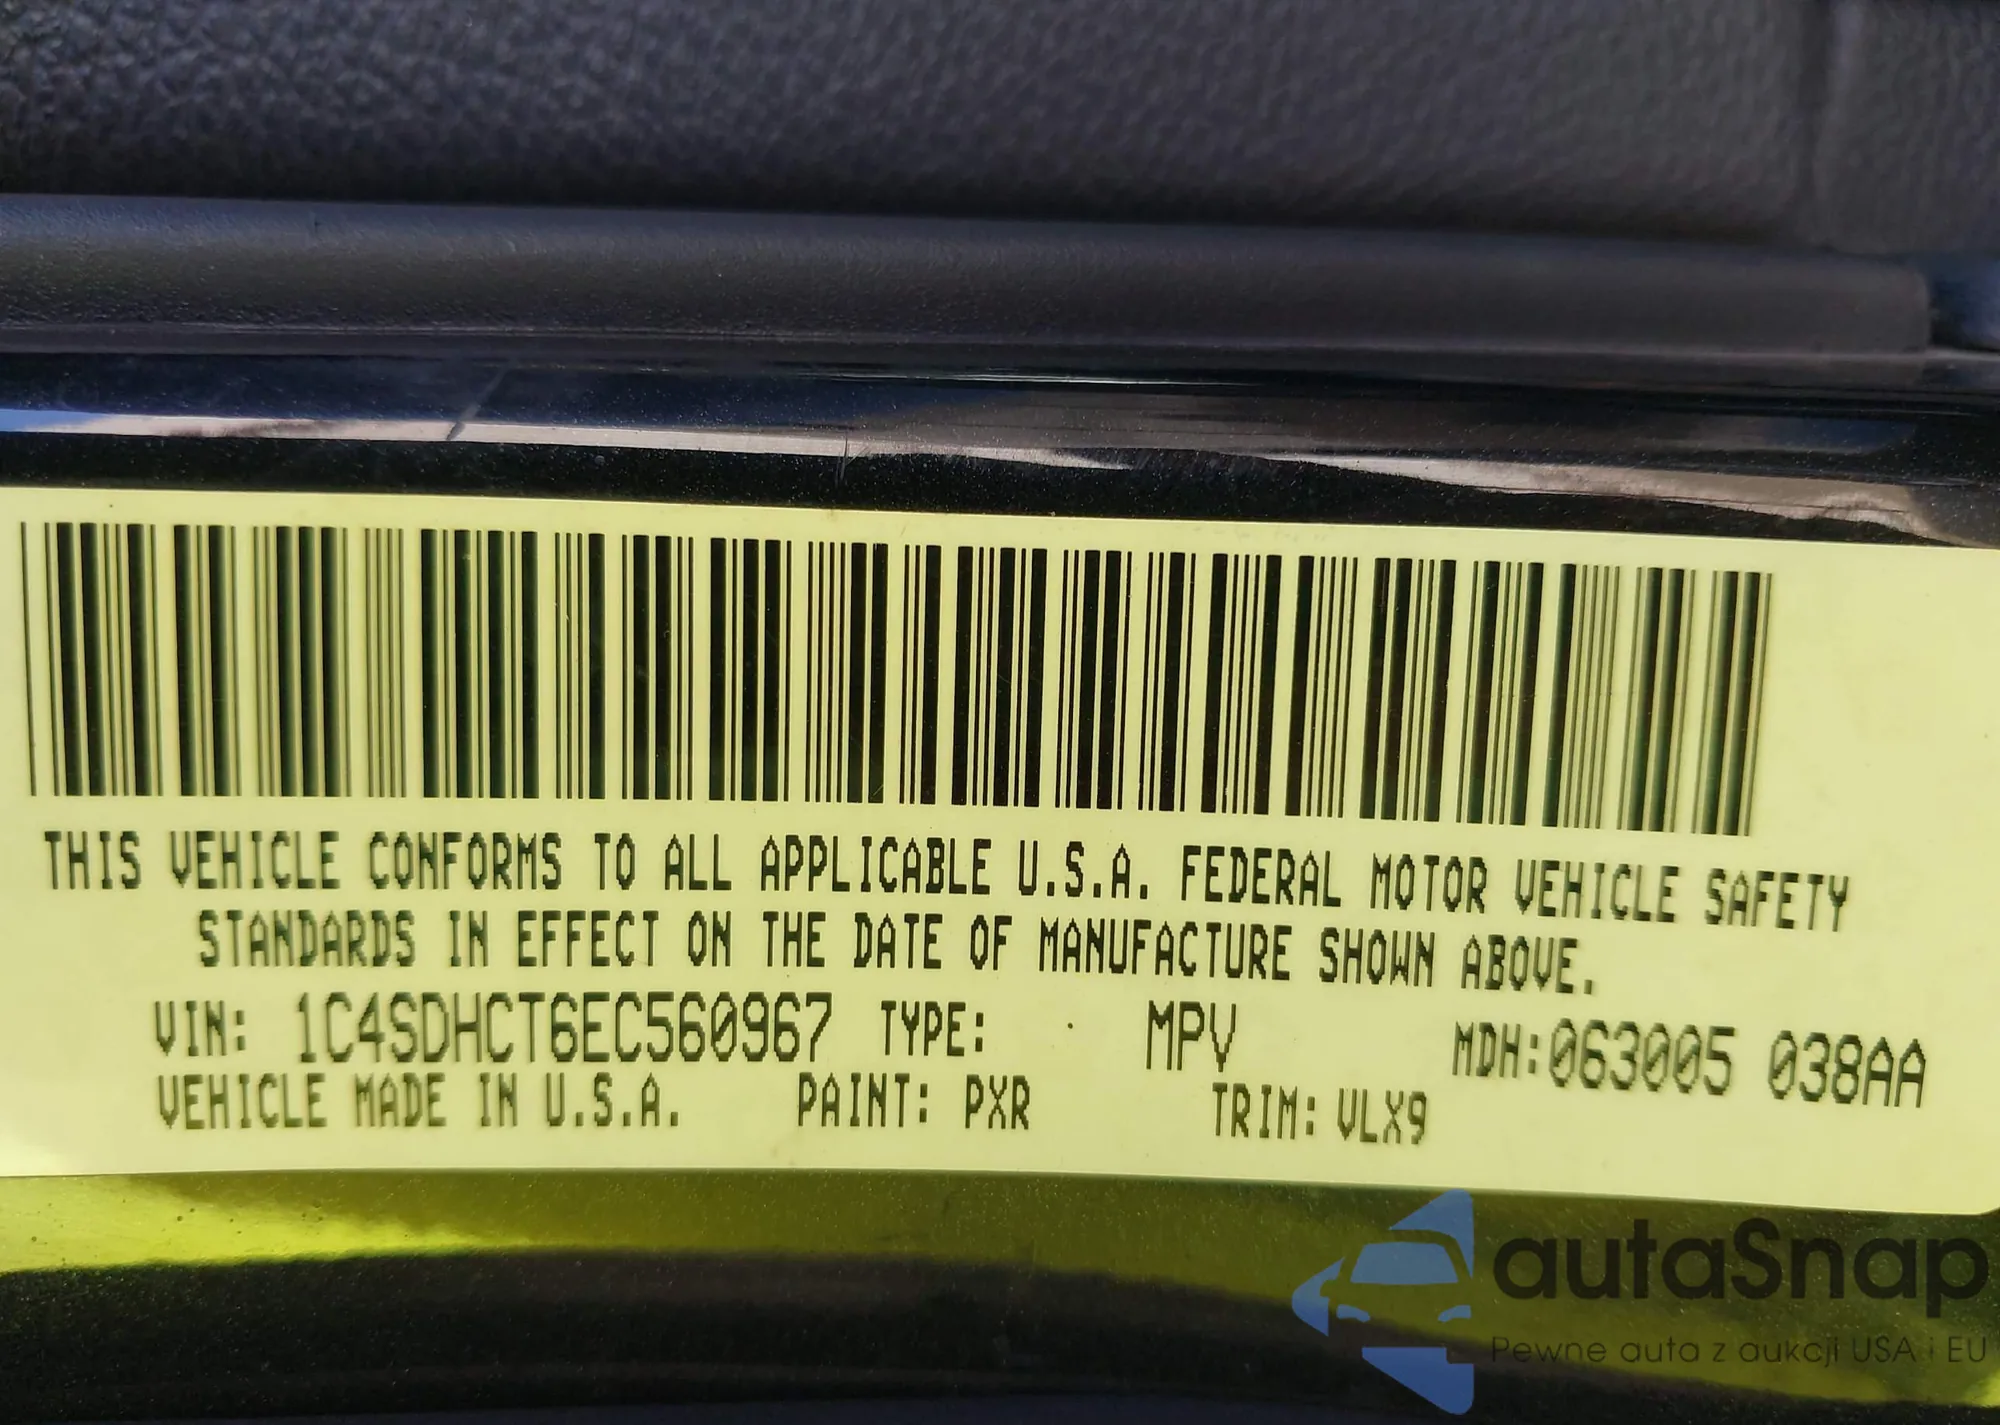 THIS VEHICLE CONFORMS TO ALL APPLICABLE U.S.A. FEDERAL MOTOR VEHICLE SAFETY
STANDARDS IN EFFECT ON THE DATE OF MANUFACTURE SHOWN ABOVE.
VIN: 1C4SDHCT6EC560967 TYPE: MPV MDH:063005 038AA
VEHICLE MADE IN U.S.A. PAINT: PXR TRIM: VLX9
autaSnap
Pewne auta z aukcji USA i EU